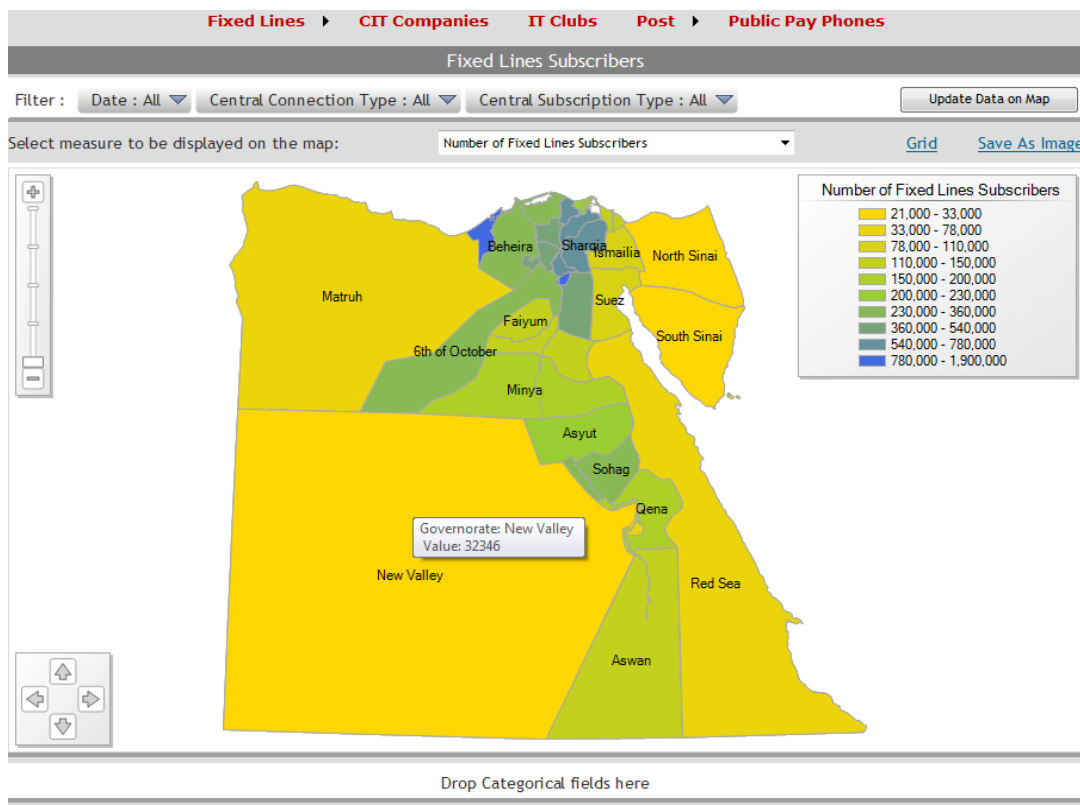 Fixed Lines CIT Companies IT Clubs Post Public Pay Phones
Fixed Lines Subscribers
Filter : Date : All Central Connection Type : All Central Subscription Type : All Update Data on Map
Select measure to be displayed on the map: Number of Fixed Lines Subscribers Grid Save As Image
Number of Fixed Lines Subscribers
21,000 - 33,000
33,000 - 78,000
78,000 - 110,000
110,000 - 150,000
150,000 - 200,000
200,000 - 230,000
230,000 - 360,000
360,000 - 540,000
540,000 - 780,000
780,000 - 1,900,000
Beheira
Sharqia
Ismailia
North Sinai
Matruh
Suez
Faiyum
South Sinai
6th of October
Minya
Asyut
Sohag
Qena
Governorate: New Valley
Value: 32346
New Valley
Red Sea
Aswan
Drop Categorical fields here